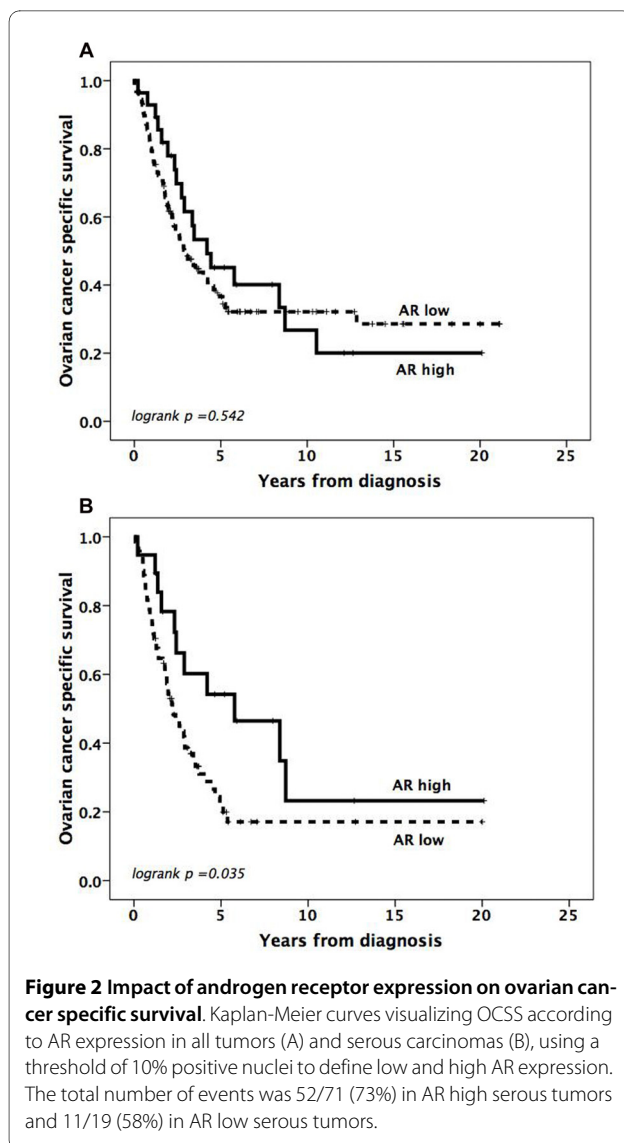 A
Ovarian cancer specific survival
1.0
0.8
0.6
0.4
0.2
0.0
AR low
AR high
logrank p =0.542
0 5 10 15 20 25
Years from diagnosis
B
Ovarian cancer specific survival
1.0
0.8
0.6
0.4
0.2
0.0
AR high
AR low
logrank p =0.035
0 5 10 15 20 25
Years from diagnosis
Figure 2 Impact of androgen receptor expression on ovarian can-
cer specific survival. Kaplan-Meier curves visualizing OCSS according
to AR expression in all tumors (A) and serous carcinomas (B), using a
threshold of 10% positive nuclei to define low and high AR expression.
The total number of events was 52/71 (73%) in AR high serous tumors
and 11/19 (58%) in AR low serous tumors.